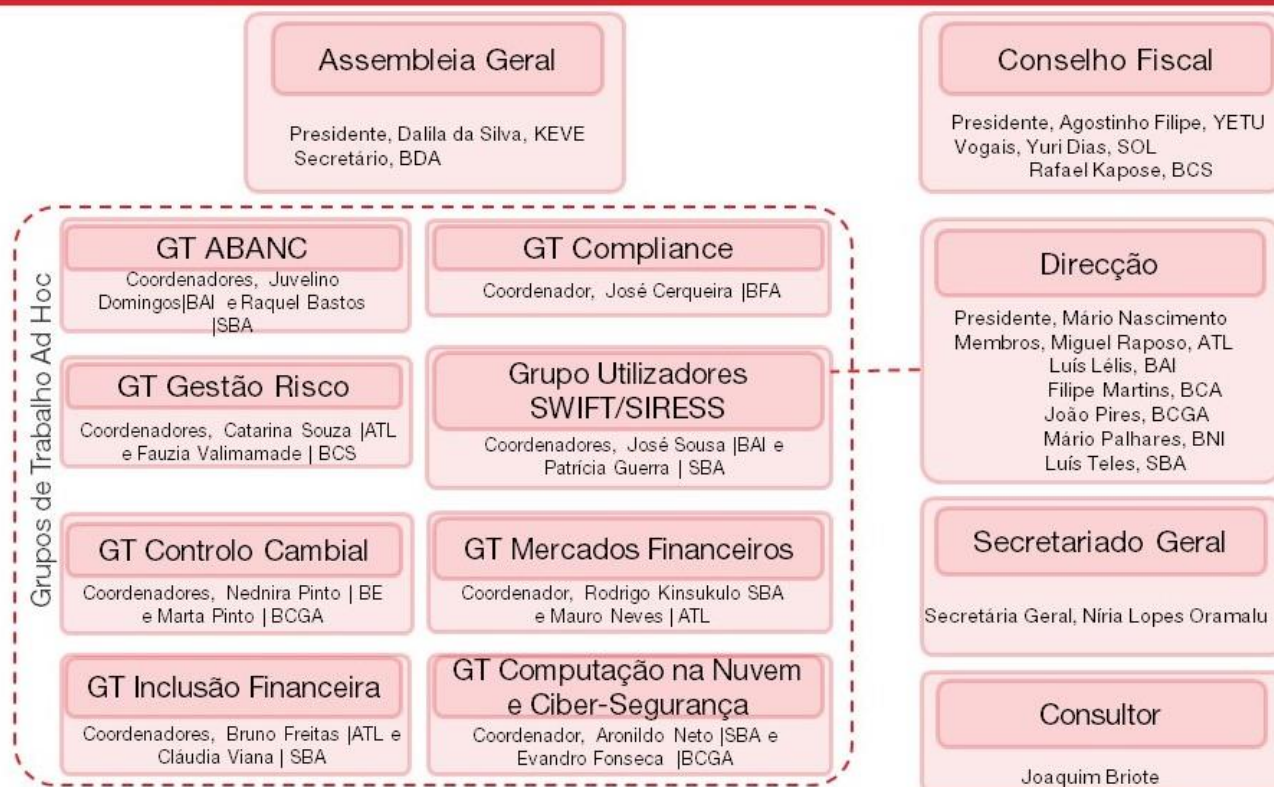 Assembleia Geral
Presidente, Dalila da Silva, KEVE
Secretário, BDA
Conselho Fiscal
Presidente, Agostinho Filipe, YETU
Vogais, Yuri Dias, SOL
Rafael Kapose, BCS
Grupos de Trabalho Ad Hoc
GT ABANC
Coordenadores, Juvelino
Domingos|BAI e Raquel Bastos
|SBA
GT Compliance
Coordenador, José Cerqueira |BFA
GT Gestão Risco
Coordenadores, Catarina Souza |ATL
e Fauzia Valimamade | BCS
Grupo Utilizadores
SWIFT/SIRESS
Coordenadores, José Sousa |BAI e
Patrícia Guerra | SBA
GT Controlo Cambial
Coordenadores, Nednira Pinto | BE
e Marta Pinto | BCGA
GT Mercados Financeiros
Coordenador, Rodrigo Kinsukulo SBA
e Mauro Neves | ATL
GT Inclusão Financeira
Coordenadores, Bruno Freitas |ATL e
Cláudia Viana | SBA
GT Computação na Nuvem
e Ciber-Segurança
Coordenador, Aronildo Neto |SBA e
Evandro Fonseca |BCGA
Direcção
Presidente, Mário Nascimento
Membros, Miguel Raposo, ATL
Luís Lélis, BAI
Filipe Martins, BCA
João Pires, BCGA
Mário Palhares, BNI
Luís Teles, SBA
Secretariado Geral
Secretária Geral, Níria Lopes Oramalu
Consultor
Joaquim Briote